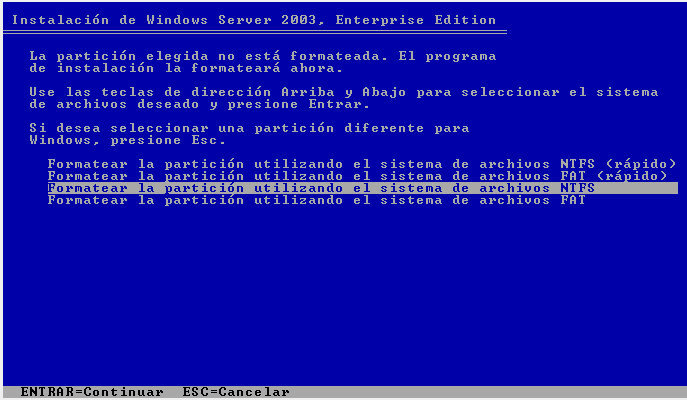 Instalación de Windows Server 2003, Enterprise Edition
La partición elegida no está formateada. El programa
de instalación la formateará ahora.
Use las teclas de dirección Arriba y Abajo para seleccionar el sistema
de archivos deseado y presione Entrar.
Si desea seleccionar una partición diferente para
Windows, presione Esc.
Formatear la partición utilizando el sistema de archivos NTFS (rápido)
Formatear la partición utilizando el sistema de archivos FAT (rápido)
Formatear la partición utilizando el sistema de archivos NTFS
Formatear la partición utilizando el sistema de archivos FAT
ENTRAR=Continuar  ESC=Cancelar